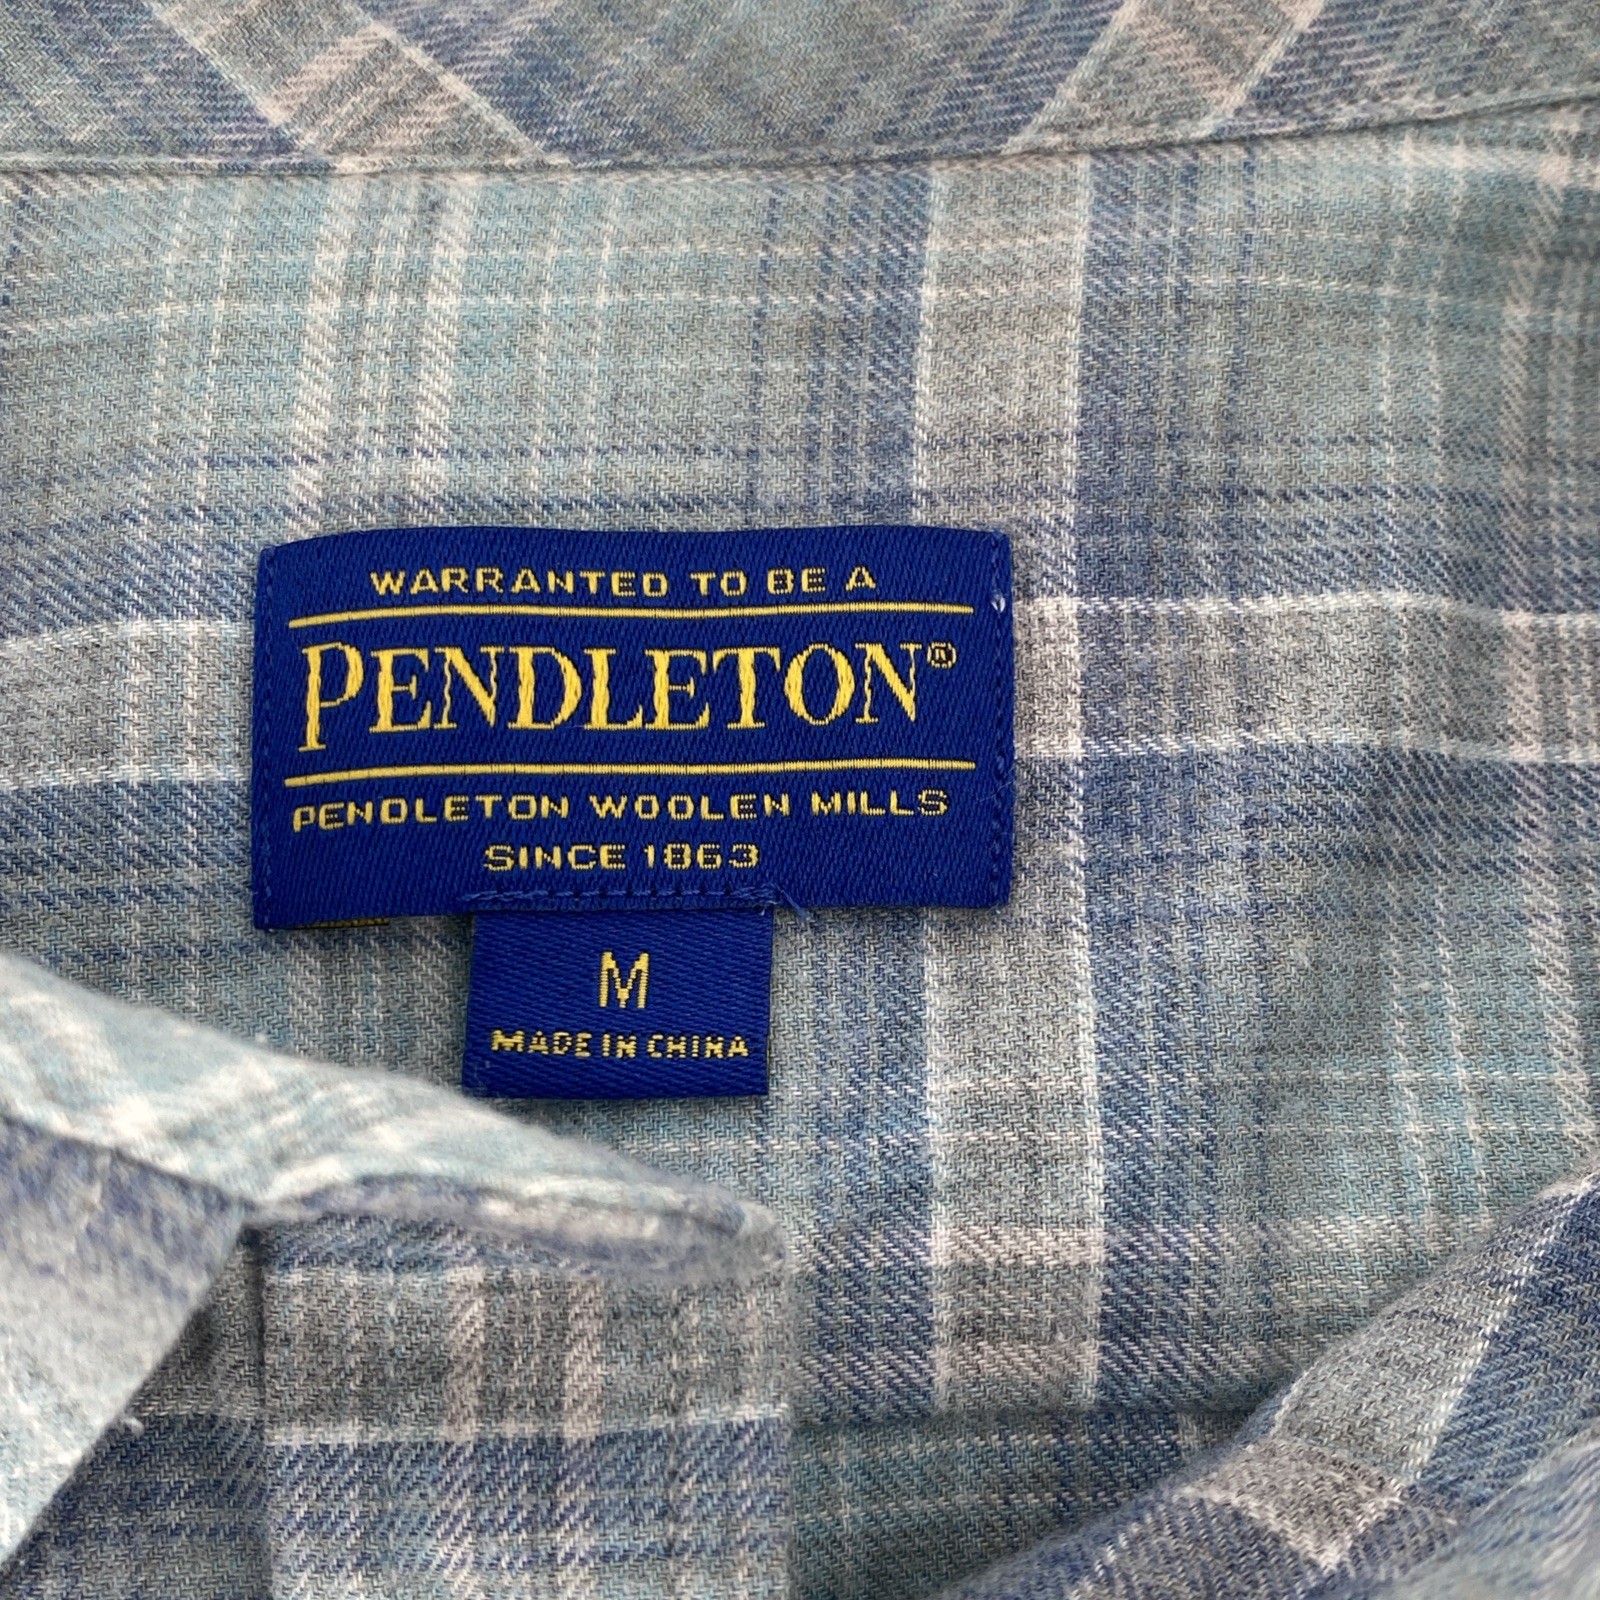 WARRANTED TO BE A
PENDLETON®
PENDLETON WOOLEN MILLS
SINCE 1863
M
MADE IN CHINA